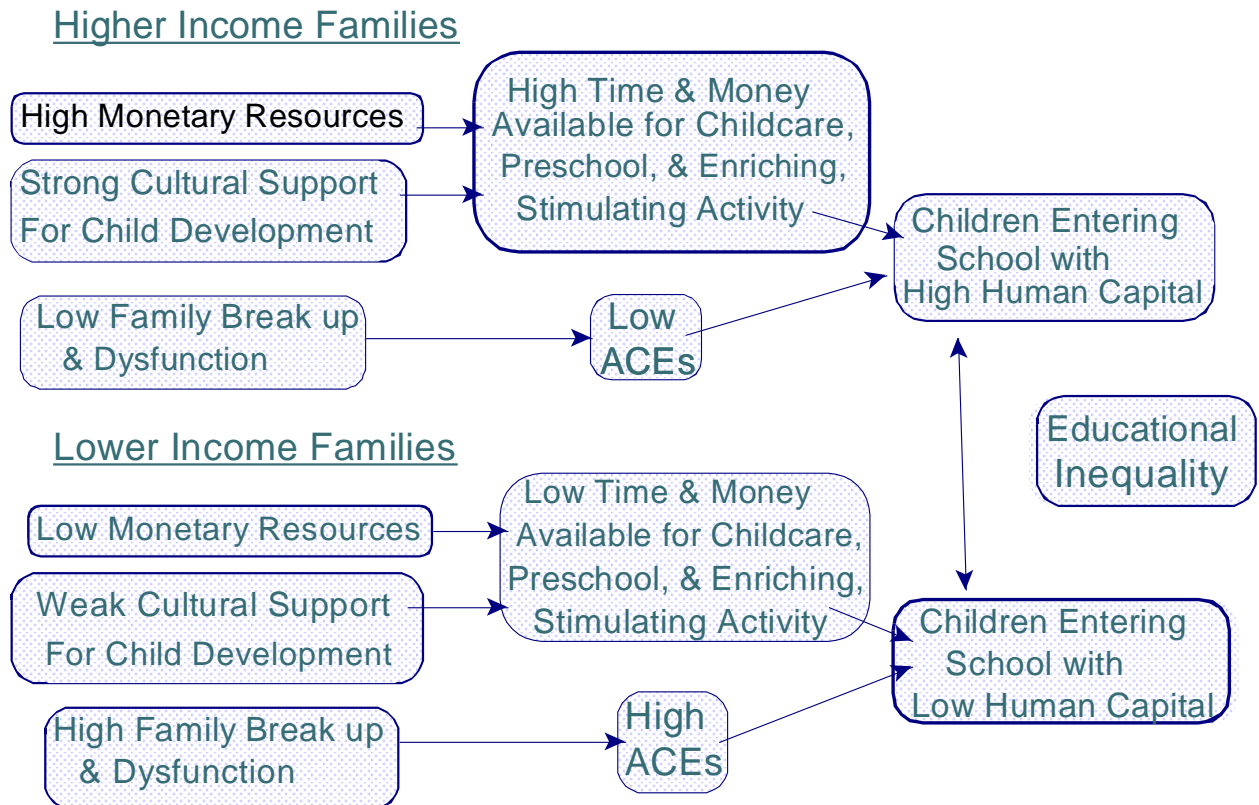 Higher Income Families
High Monetary Resources
Strong Cultural Support
For Child Development
Low Family Break up
& Dysfunction
High Time & Money
Available for Childcare,
Preschool, & Enriching,
Stimulating Activity
Low
ACEs
Children Entering
School with
High Human Capital
Educational
Inequality
Lower Income Families
Low Monetary Resources
Weak Cultural Support
For Child Development
High Family Break up
& Dysfunction
Low Time & Money
Available for Childcare,
Preschool, & Enriching,
Stimulating Activity
High
ACEs
Children Entering
School with
Low Human Capital